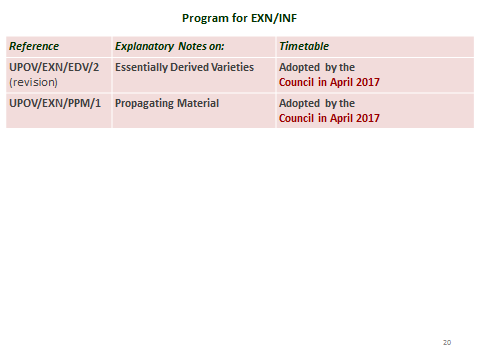 Program for EXN/INF
Reference Explanatory Notes on: Timetable
UPOV/EXN/EDV/2 Essentially Derived Varieties Adopted by the
(revision) Council in April 2017
UPOV/EXN/PPM/1 Propagating Material Adopted by the
Council in April 2017
20